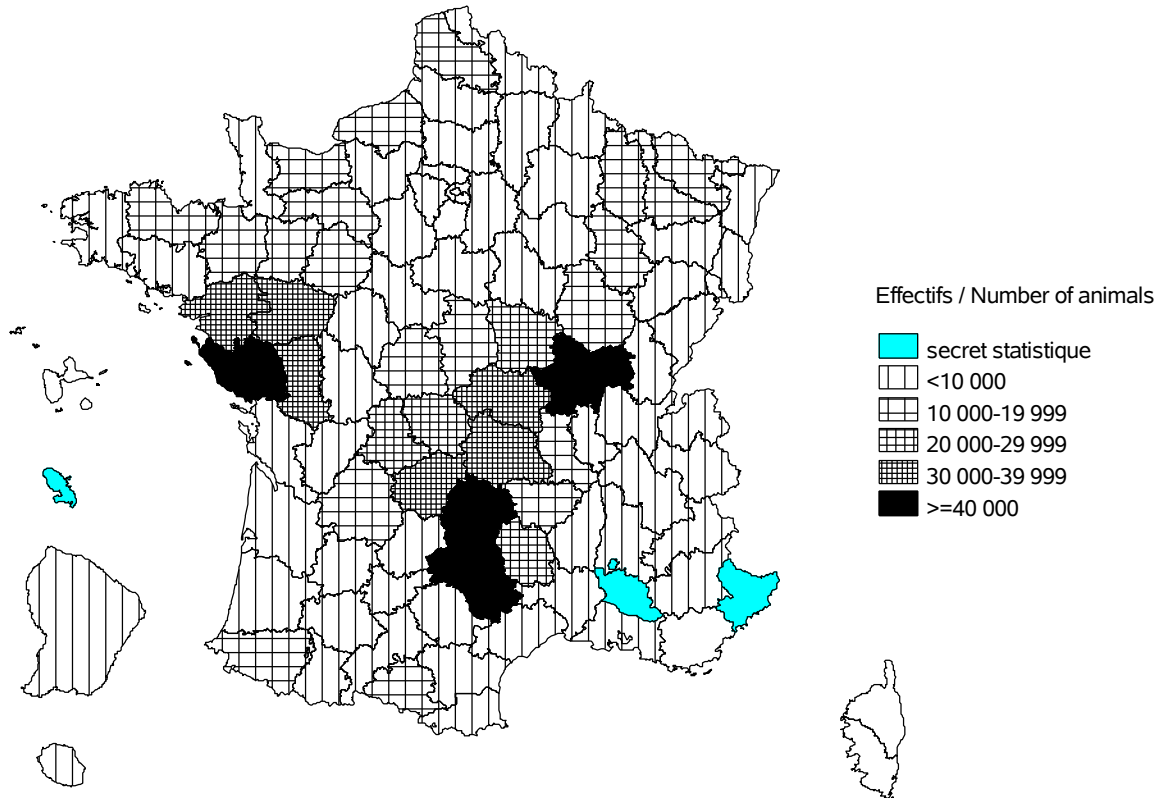 Effectifs / Number of animals
secret statistique
<10 000
10 000-19 999
20 000-29 999
30 000-39 999
>=40 000